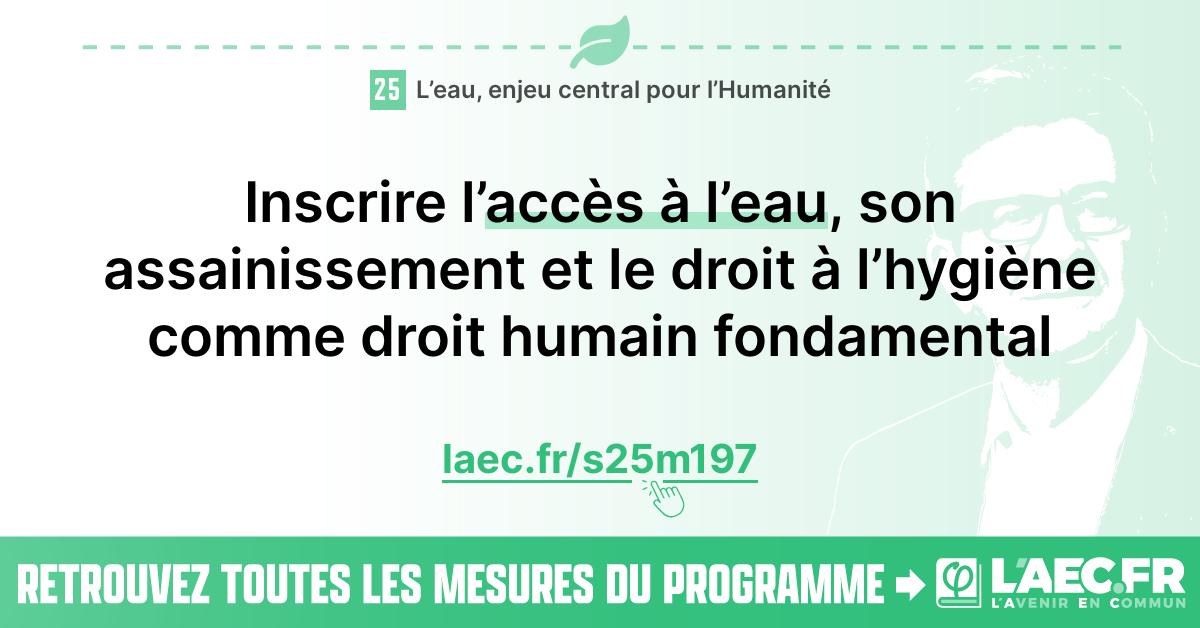 25 L’eau, enjeu central pour l’Humanité
Inscrire l’accès à l’eau, son
assainissement et le droit à l’hygiène
comme droit humain fondamental
laec.fr/s25m197
RETROUVEZ TOUTES LES MESURES DU PROGRAMME
φ L’AEC.FR
L’AVENIR EN COMMUN